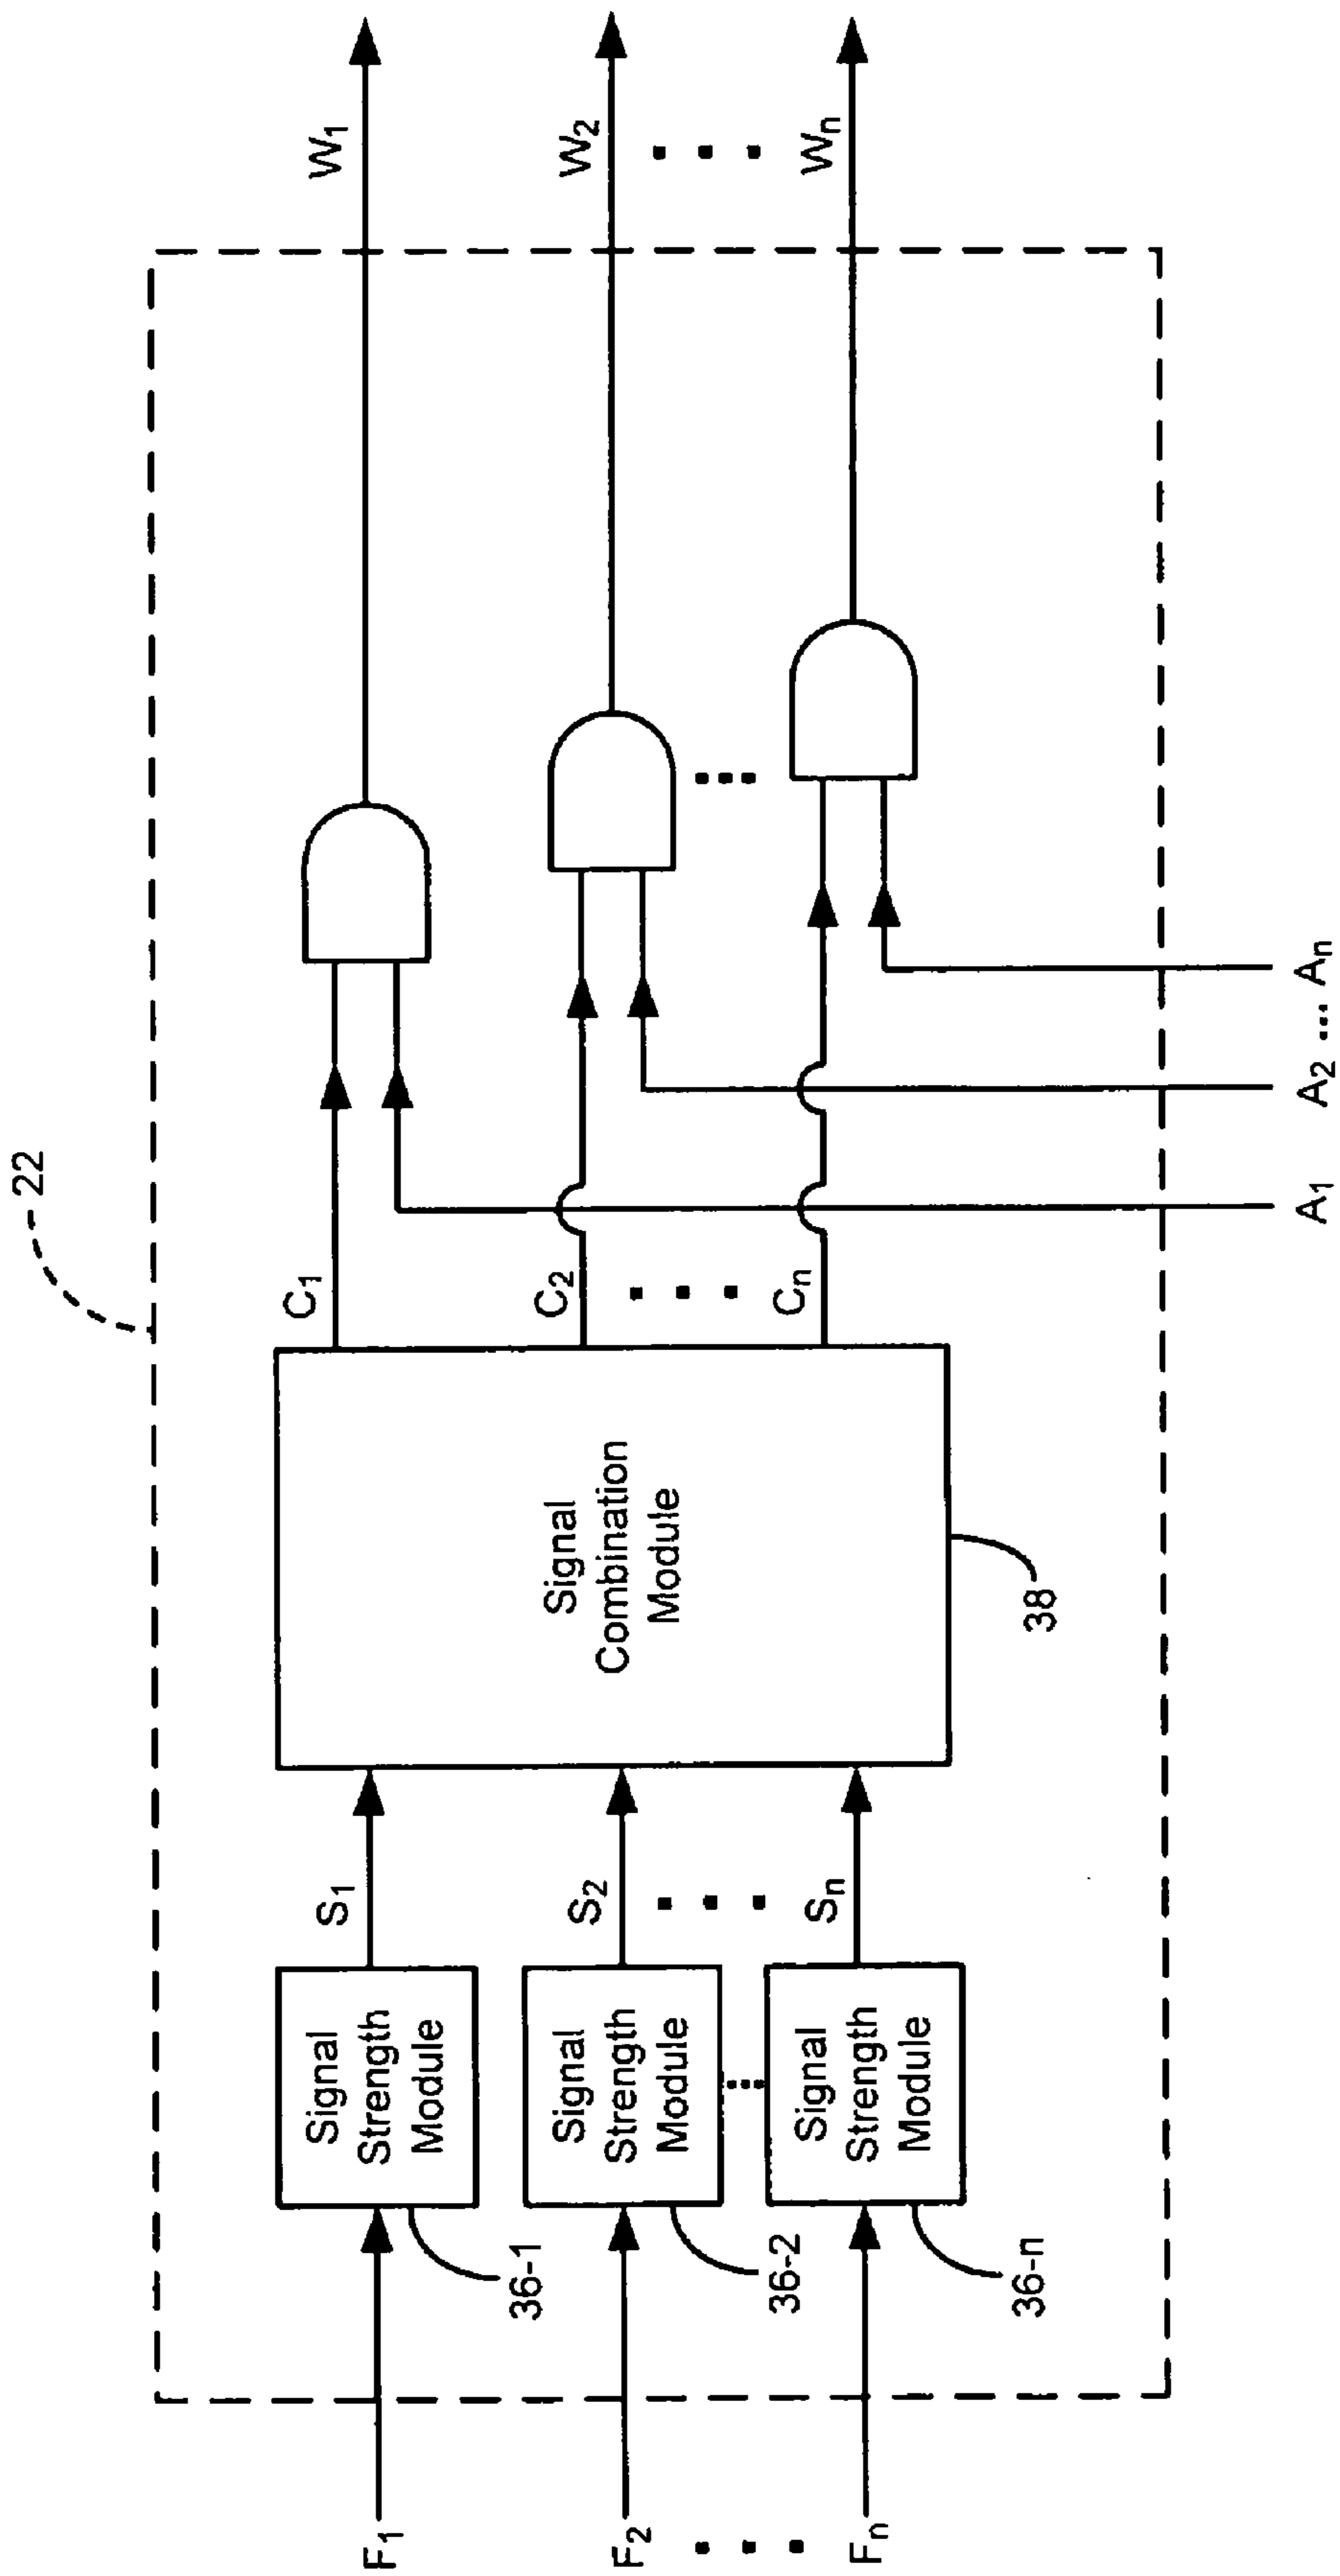 22
F1
F2
Fn
Signal
Strength
Module
36-1
Signal
Strength
Module
36-2
Signal
Strength
Module
36-n
S1
S2
Sn
Signal
Combination
Module
38
C1
C2
Cn
A1
A2 ... An
W1
W2
Wn